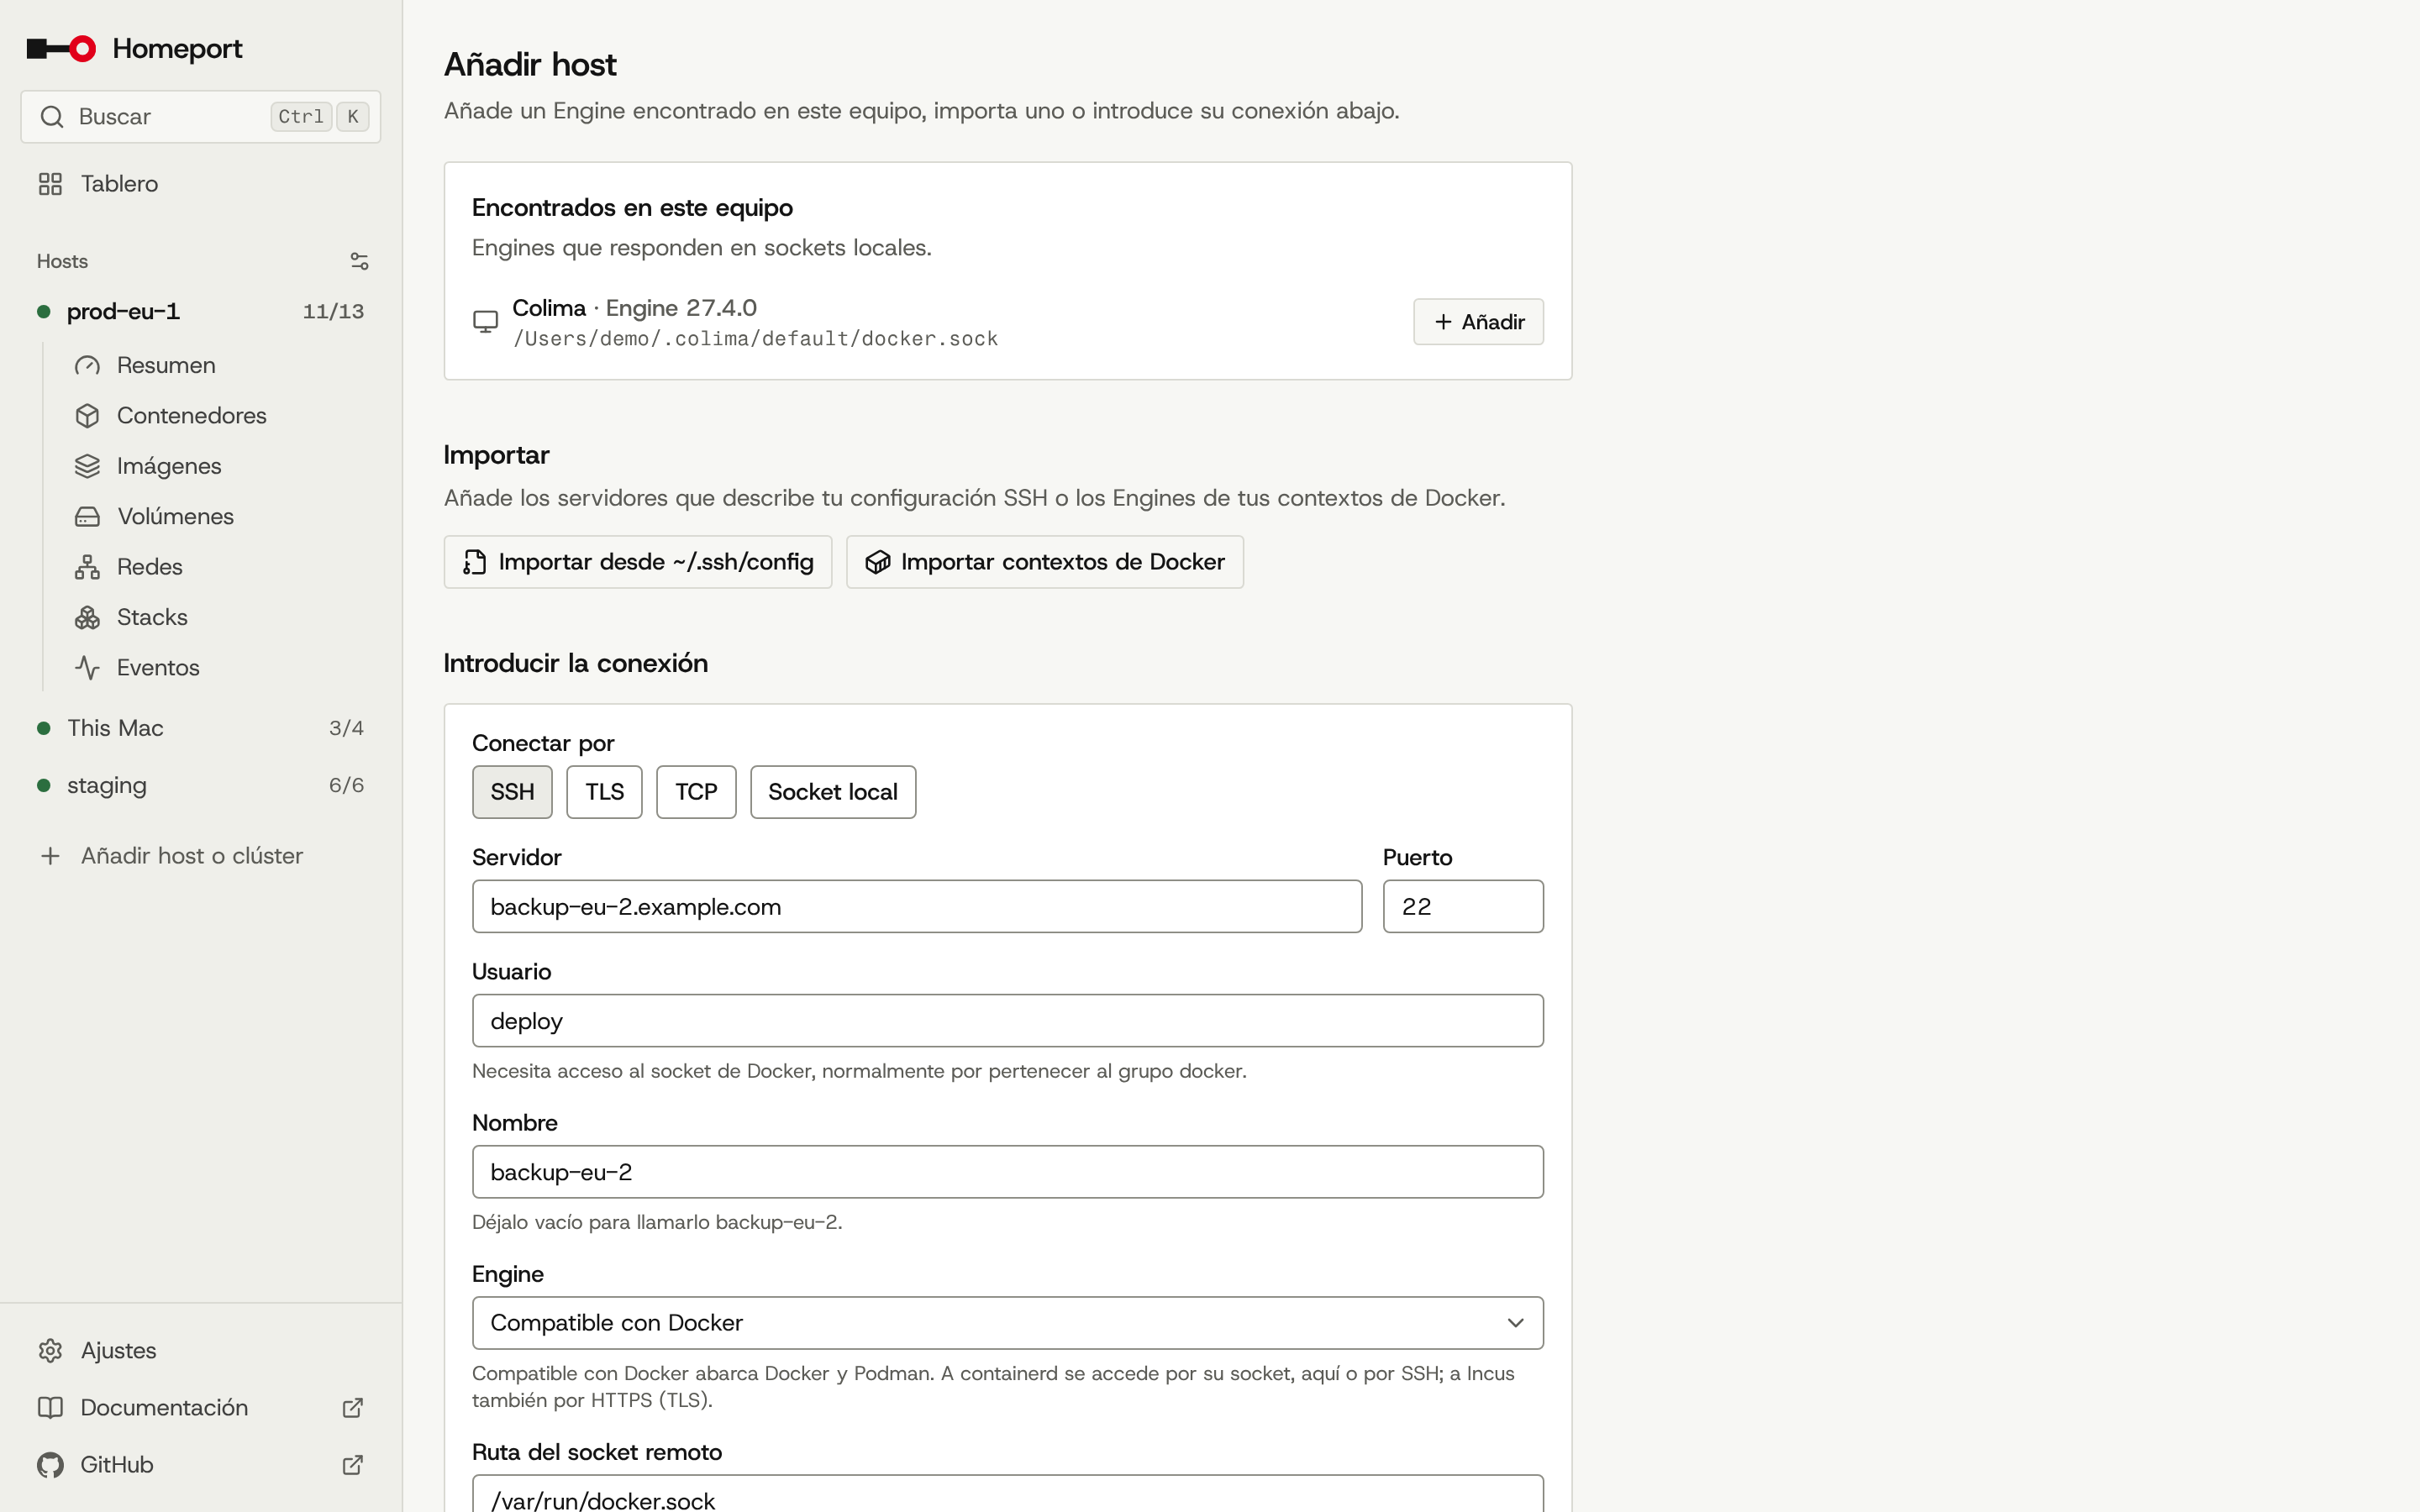 Homeport
Buscar Ctrl K
Tablero
Hosts
prod-eu-1 11/13
Resumen
Contenedores
Imágenes
Volúmenes
Redes
Stacks
Eventos
This Mac 3/4
staging 6/6
Añadir host o clúster
Ajustes
Documentación
GitHub
Añadir host
Añade un Engine encontrado en este equipo, importa uno o introduce su conexión abajo.
Encontrados en este equipo
Engines que responden en sockets locales.
Colima · Engine 27.4.0
/Users/demo/.colima/default/docker.sock
Añadir
Importar
Añade los servidores que describe tu configuración SSH o los Engines de tus contextos de Docker.
Importar desde ~/.ssh/config Importar contextos de Docker
Introducir la conexión
Conectar por
SSH TLS TCP Socket local
Servidor Puerto
backup-eu-2.example.com 22
Usuario
deploy
Necesita acceso al socket de Docker, normalmente por pertenecer al grupo docker.
Nombre
backup-eu-2
Déjalo vacío para llamarlo backup-eu-2.
Engine
Compatible con Docker
Compatible con Docker abarca Docker y Podman. A containerd se accede por su socket, aquí o por SSH; a Incus
también por HTTPS (TLS).
Ruta del socket remoto
/var/run/docker.sock